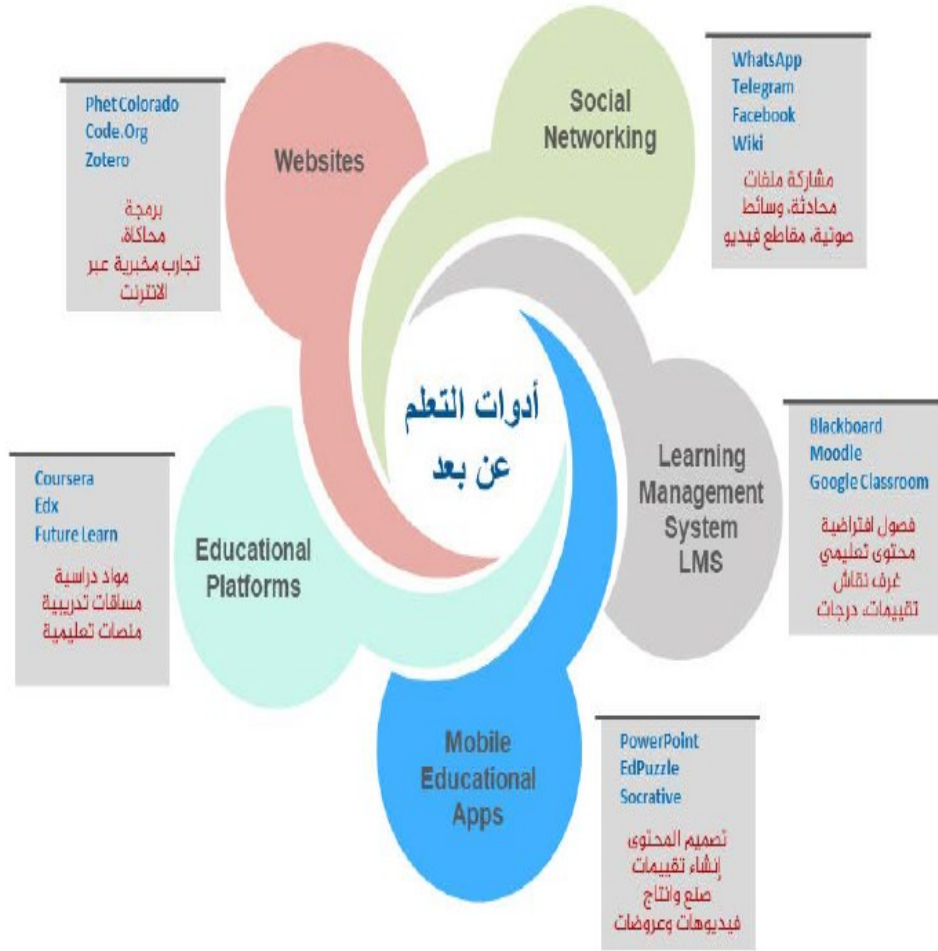 Phet Colorado
Code.Org
Zotero
برمجة
محاكاة،
تجارب مخبرية عبر
الانترنت
Websites
Social
Networking
WhatsApp
Telegram
Facebook
Wiki
مشاركة ملفات
محادثة، وسائط
صوتية، مقاطع فيديو
أدوات التعلم
عن بعد
Coursera
Edx
Future Learn
مواد دراسية
مساقات تدريبية
منصات تعليمية
Educational
Platforms
Learning
Management
System
LMS
Blackboard
Moodle
Google Classroom
فصول افتراضية
محتوى تعليمي
غرف نقاش
تقييمات، درجات
Mobile
Educational
Apps
PowerPoint
EdPuzzle
Socrative
تصميم المحتوى
إنشاء تقييمات
صنع وانتاج
فيديوهات وعروضات